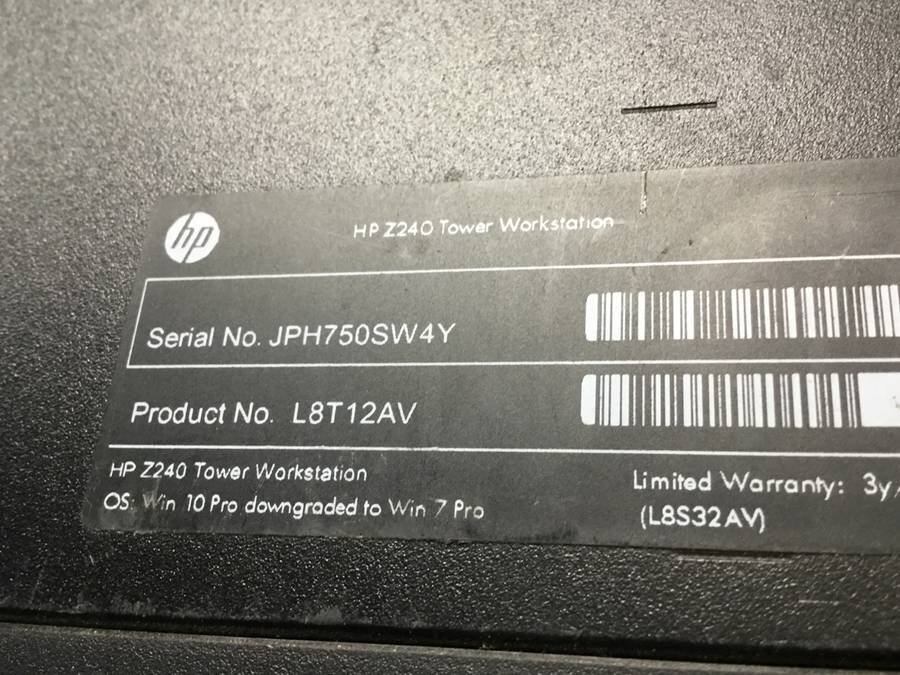 hp
HP Z240 Tower Workstation
Serial No. JPH750SW4Y
Product No. L8T12AV
HP Z240 Tower Workstation
OS: Win 10 Pro downgraded to Win 7 Pro
Limited Warranty: 3y/
(L8S32AV)